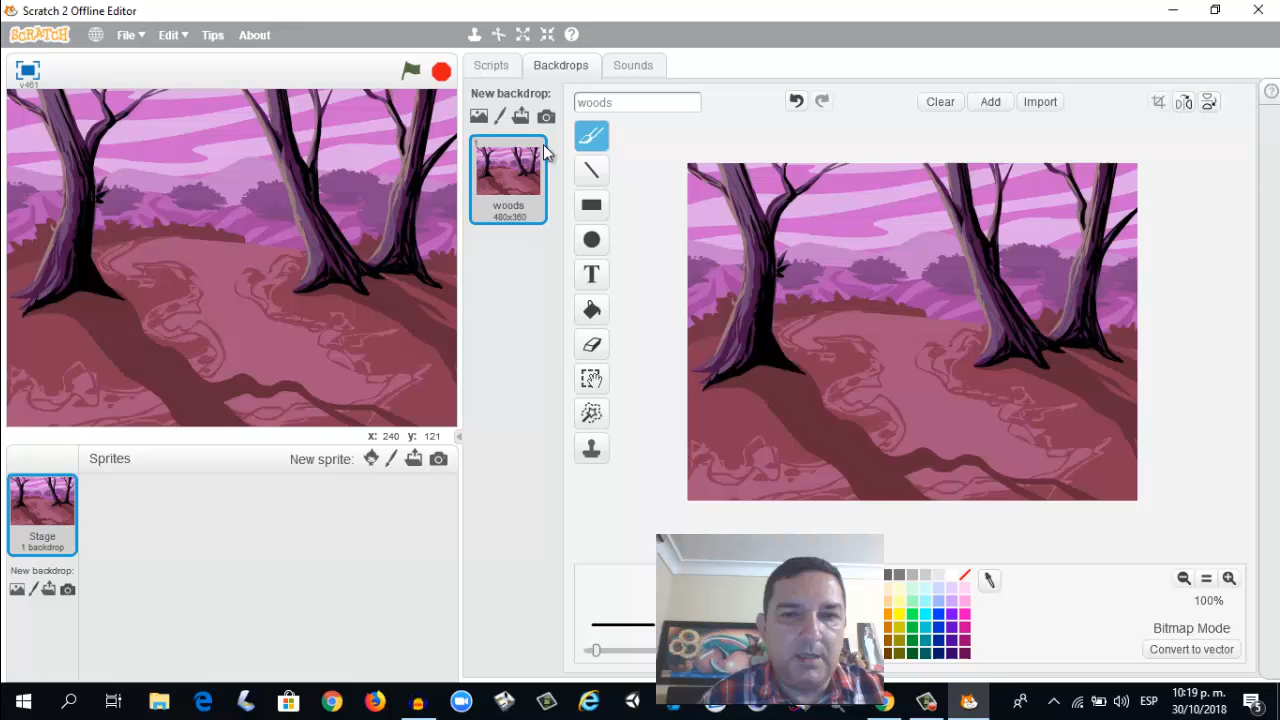 Scratch 2 Offline Editor
SCRATCH File Edit Tips About
v461
Scripts Backdrops Sounds
New backdrop:
woods
Clear Add Import
1
woods
480x360
T
x: 240 y: 121
Sprites New sprite:
Stage
1 backdrop
New backdrop:
100%
Bitmap Mode
Convert to vector
ESP
10:19 p. m.
30/10/2018
5